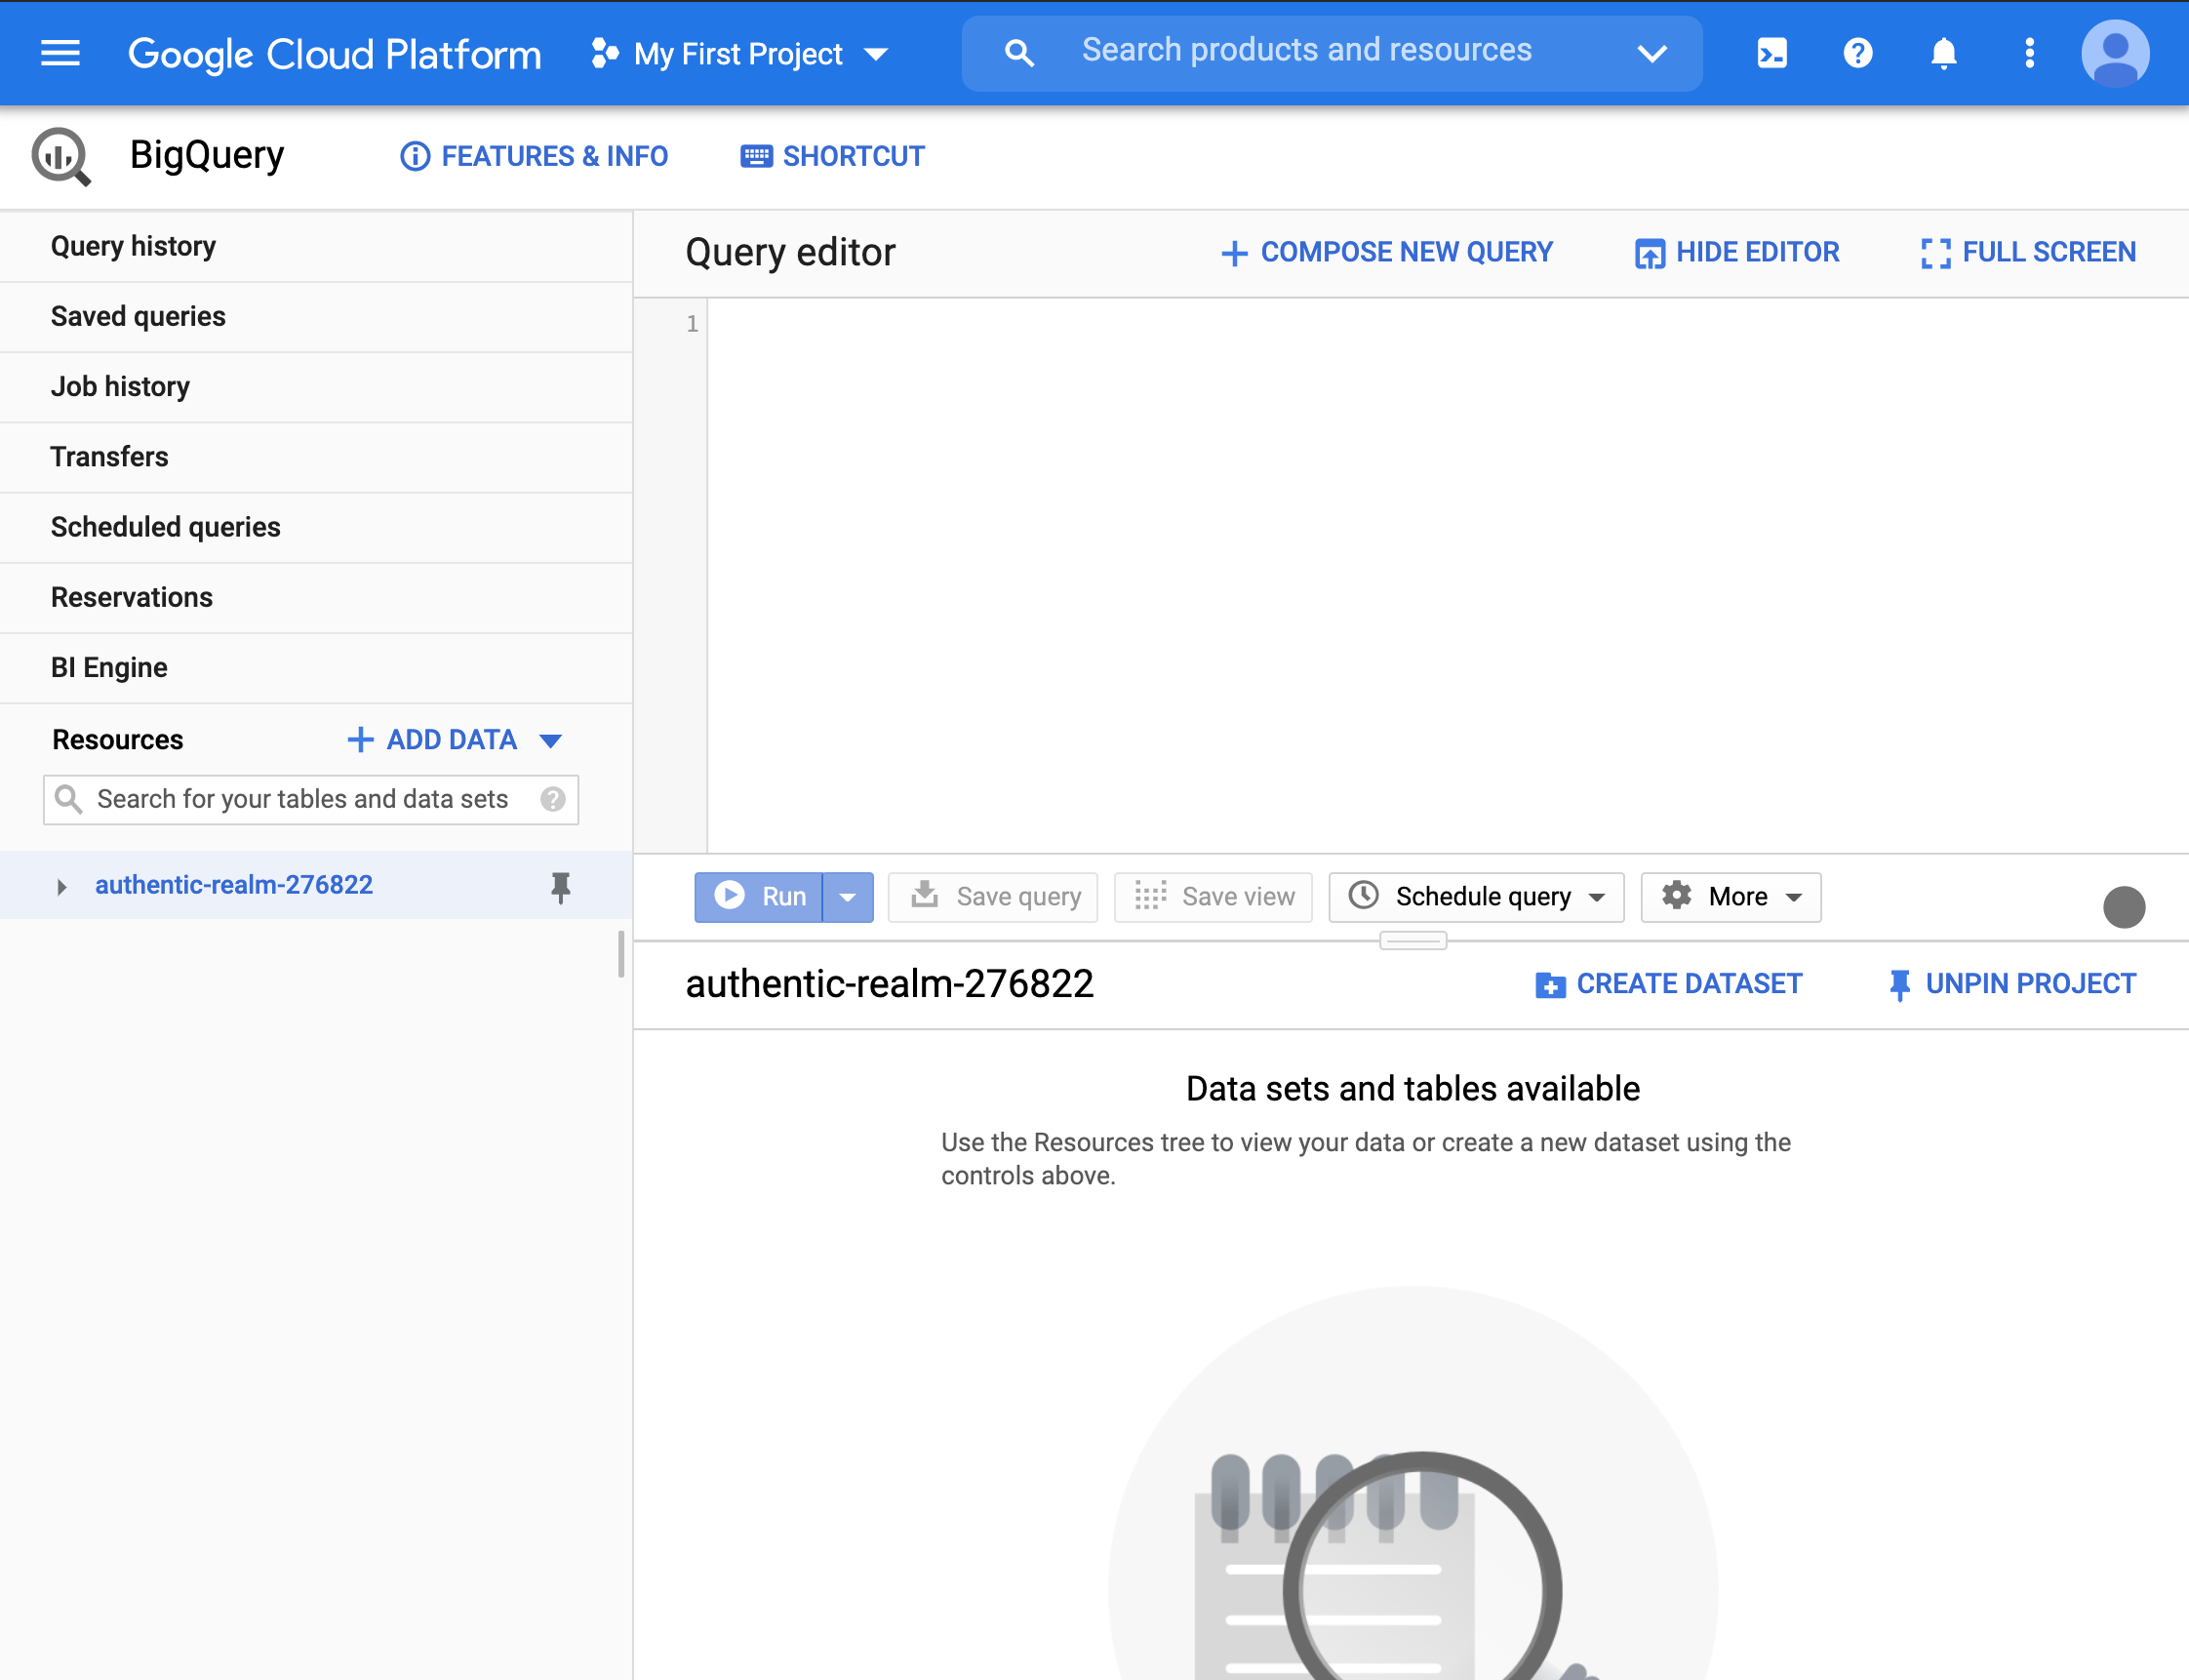 Google Cloud Platform
My First Project
Search products and resources
BigQuery
FEATURES & INFO
SHORTCUT
Query history
Saved queries
Job history
Transfers
Scheduled queries
Reservations
BI Engine
Resources
ADD DATA
Search for your tables and data sets
authentic-realm-276822
Query editor
COMPOSE NEW QUERY
HIDE EDITOR
FULL SCREEN
1
Run
Save query
Save view
Schedule query
More
authentic-realm-276822
CREATE DATASET
UNPIN PROJECT
Data sets and tables available
Use the Resources tree to view your data or create a new dataset using the
controls above.